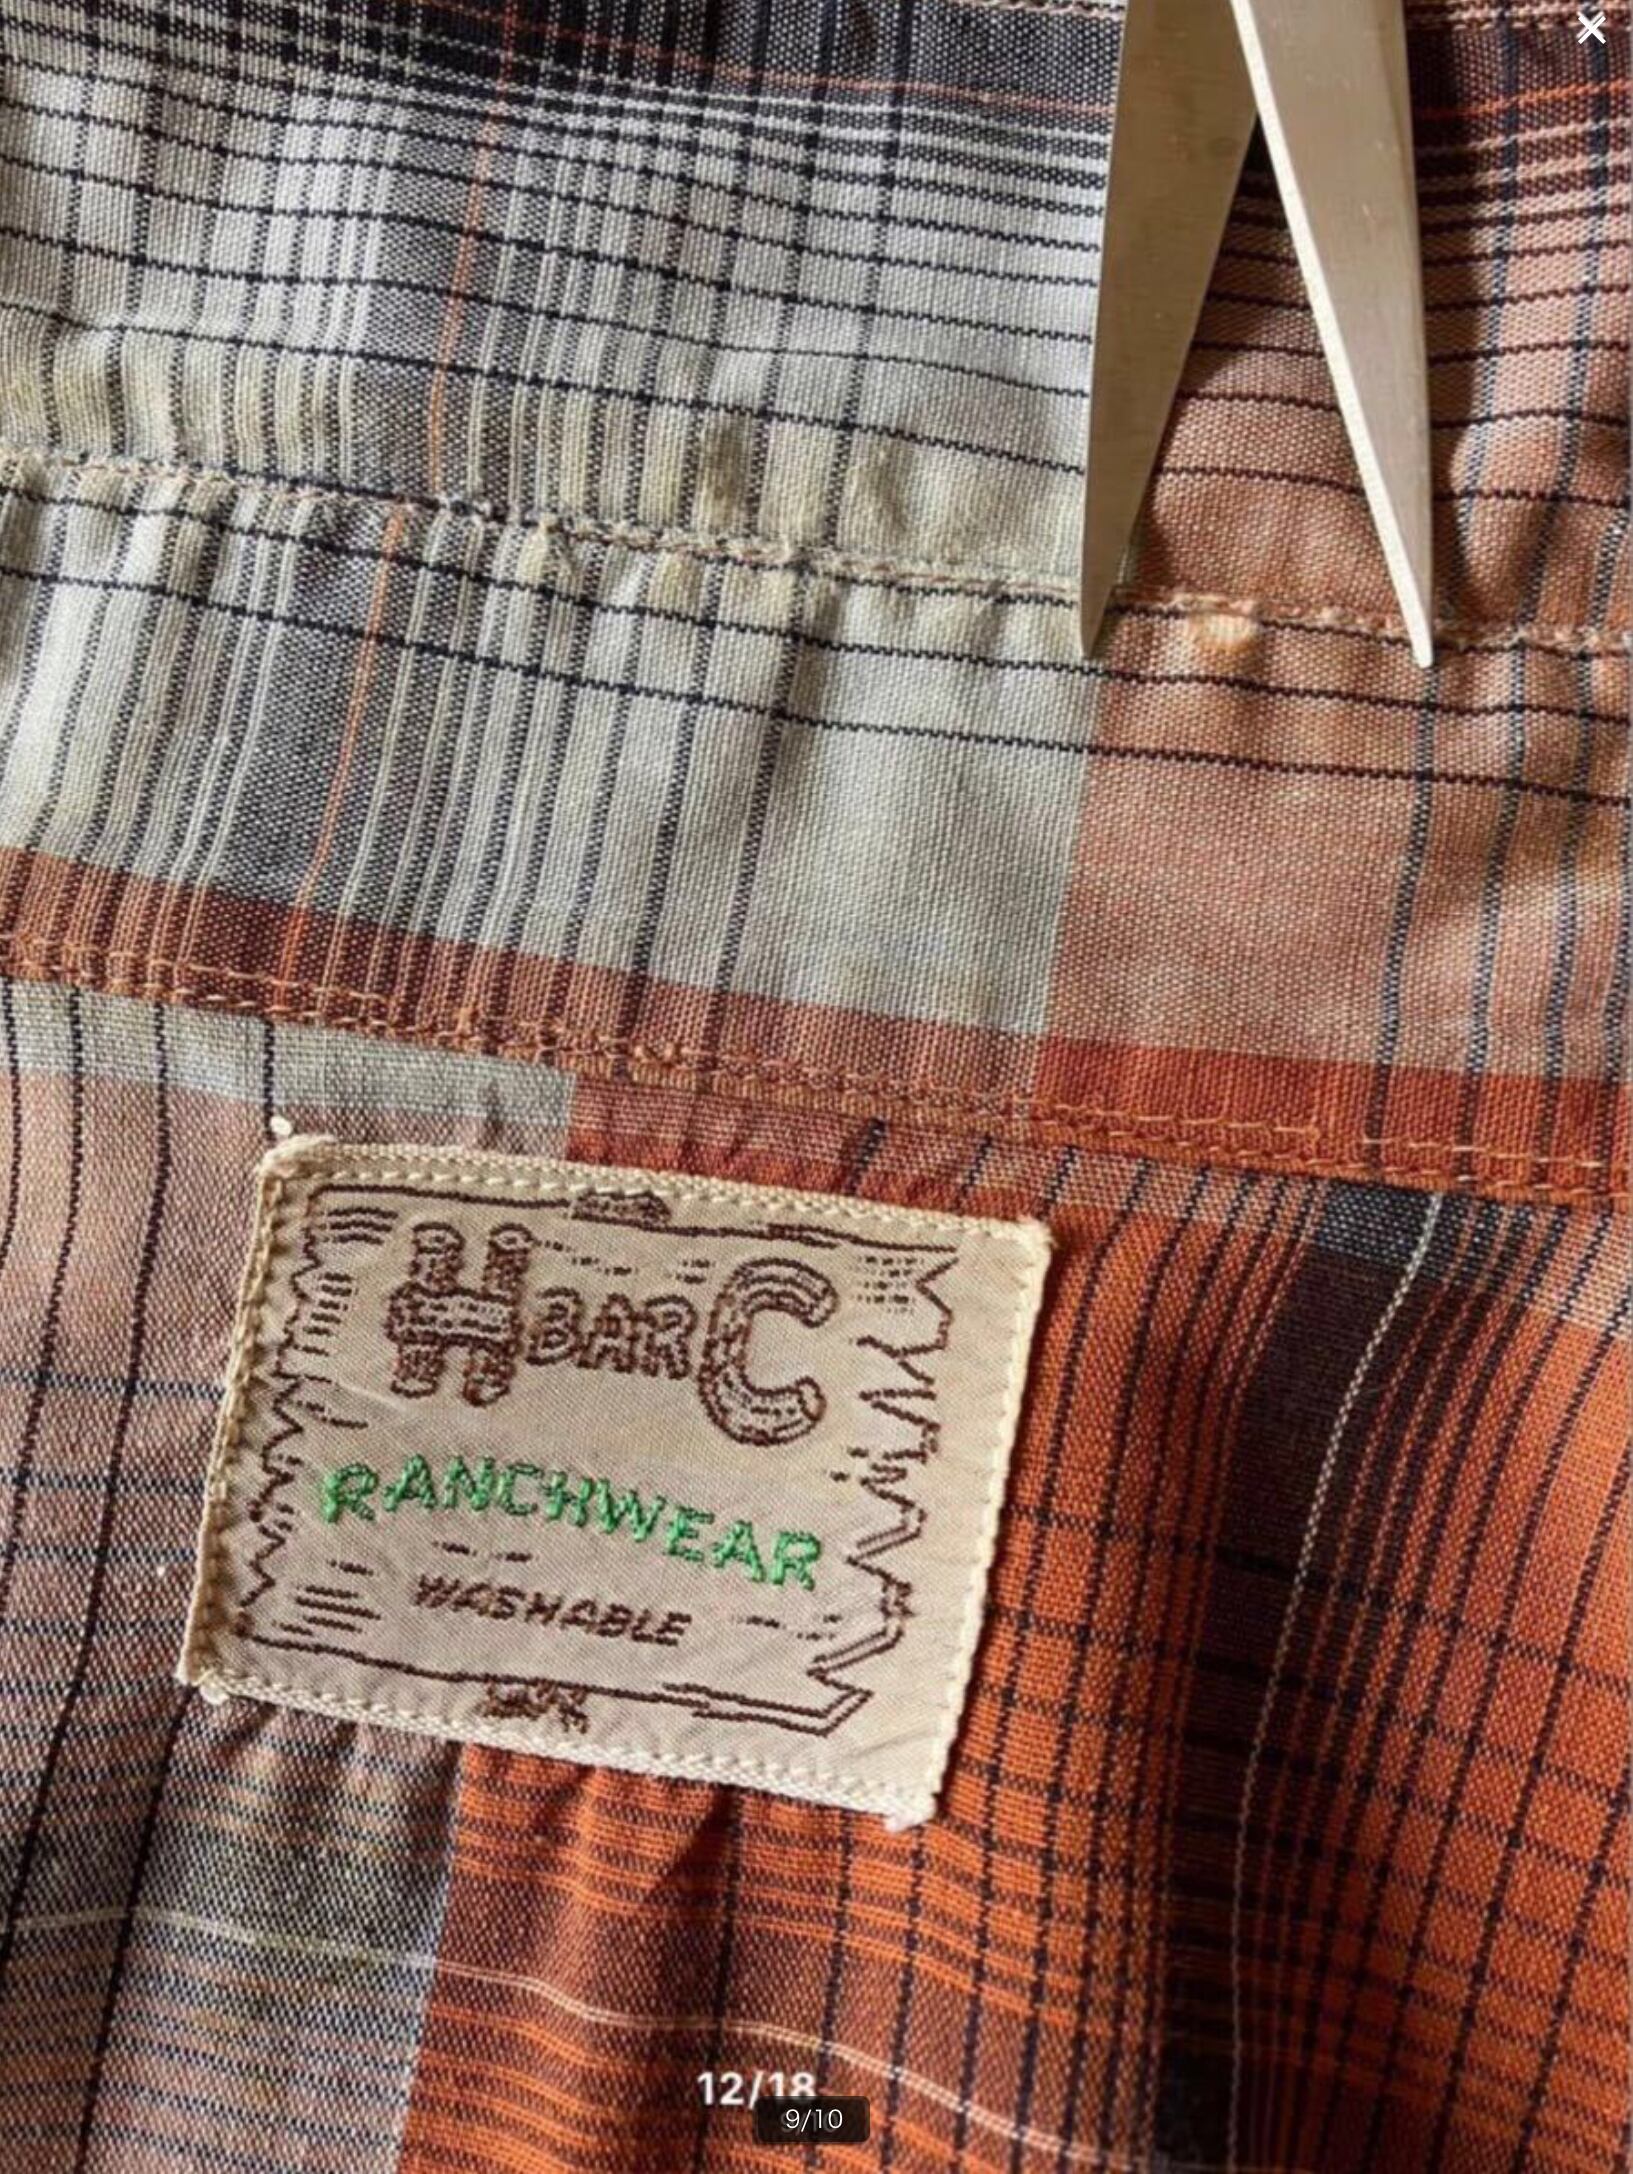 H BAR C
RANCHWEAR
WASHABLE
12/18
9/10